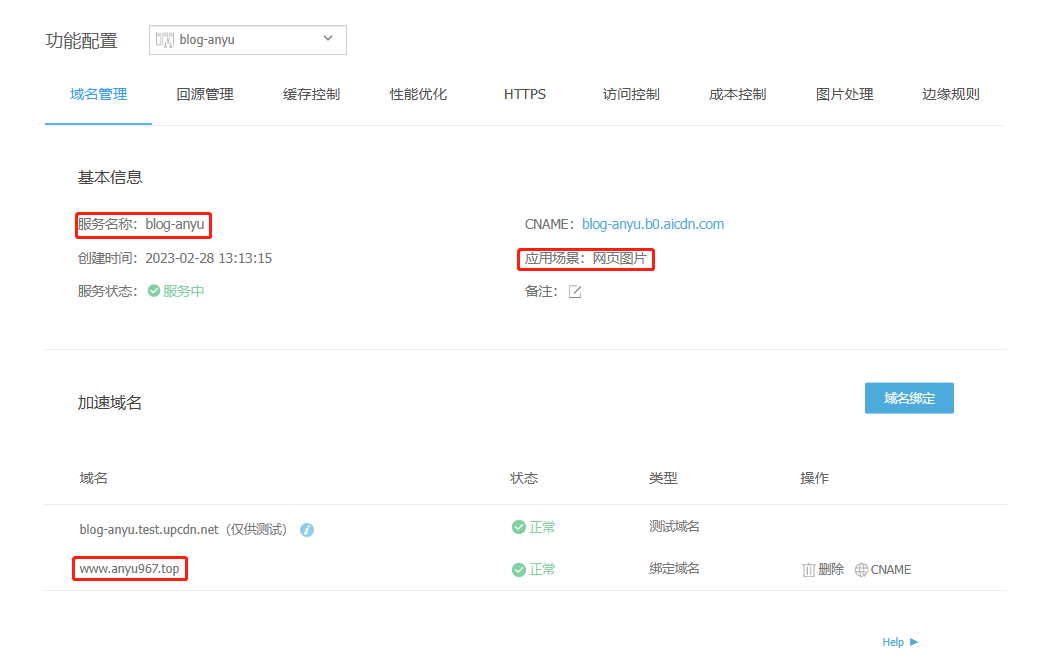 功能配置 blog-anyu
域名管理 回源管理 缓存控制 性能优化 HTTPS 访问控制 成本控制 图片处理 边缘规则
基本信息
服务名称：blog-anyu CNAME：blog-anyu.b0.aicdn.com
创建时间：2023-02-28 13:13:15 应用场景：网页图片
服务状态：服务中 备注：
加速域名 域名绑定
域名 状态 类型 操作
blog-anyu.test.upcdn.net（仅供测试） 正常 测试域名
www.anyu967.top 正常 绑定域名 删除 CNAME
Help